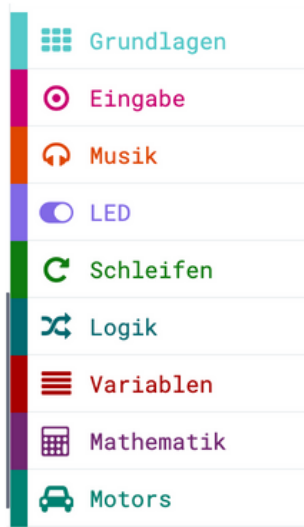 Grundlagen
Eingabe
Musik
LED
Schleifen
Logik
Variablen
Mathematik
Motors